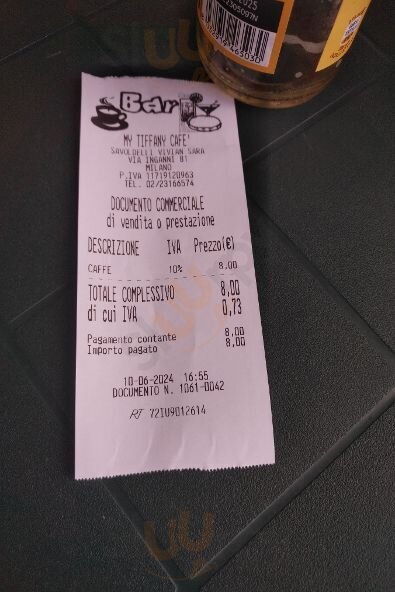 Bar
MY TIFFANY CAFE'
SAVOLDELLI VIVIAN SARA
VIA INGANNI 81
MILANO
P.IVA 11719120963
TEL. 02/23166574
DOCUMENTO COMMERCIALE
di vendita o prestazione
DESCRIZIONE IVA Prezzo(€)
CAFFE 10% 8,00
TOTALE COMPLESSIVO 8,00
di cui IVA 0,73
Pagamento contante 8,00
Importo pagato 8,00
10-06-2024 16:55
DOCUMENTO N. 1061-0042
RT 72IU9012614